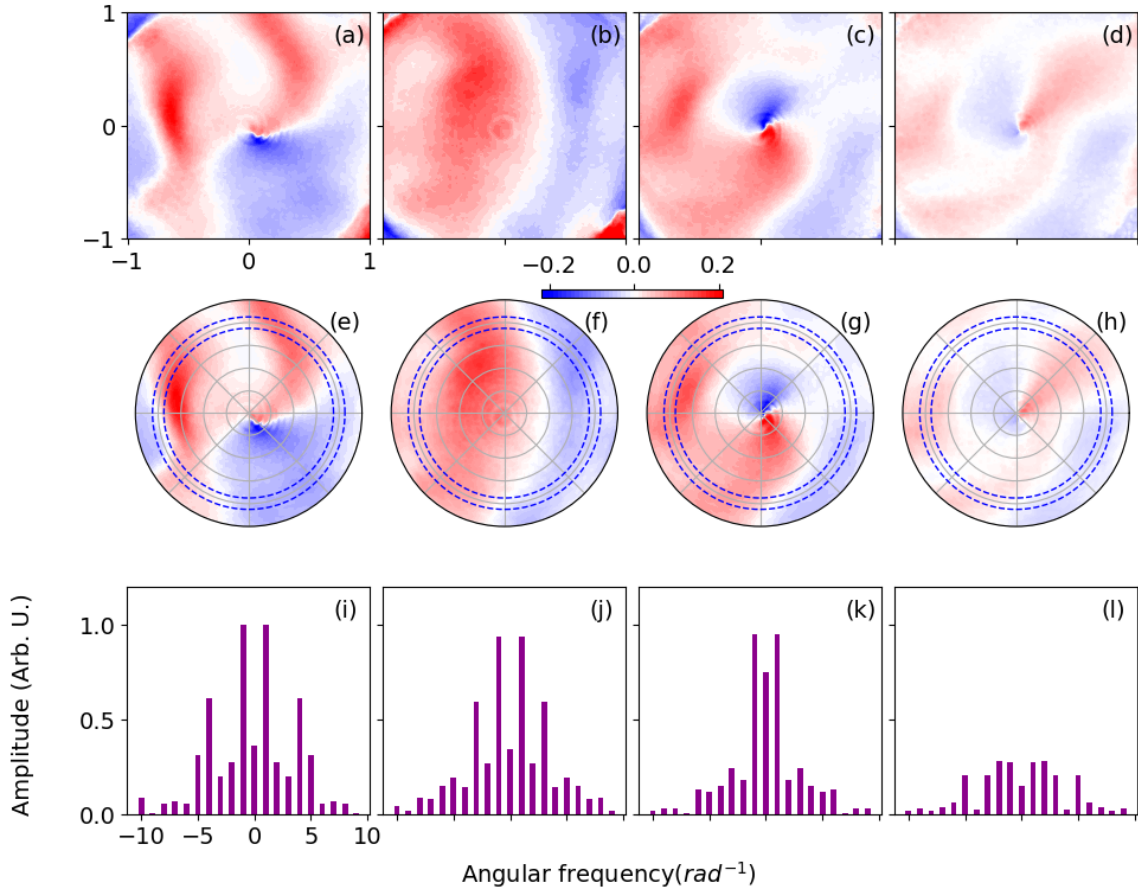 (a) (b) (c) (d)
1
0
−1
−1 0 1
−0.2 0.0 0.2
(e) (f) (g) (h)
(i) (j) (k) (l)
1.0
0.5
0.0
−10 −5 0 5 10
Amplitude (Arb. U.)
Angular frequency(rad⁻¹)